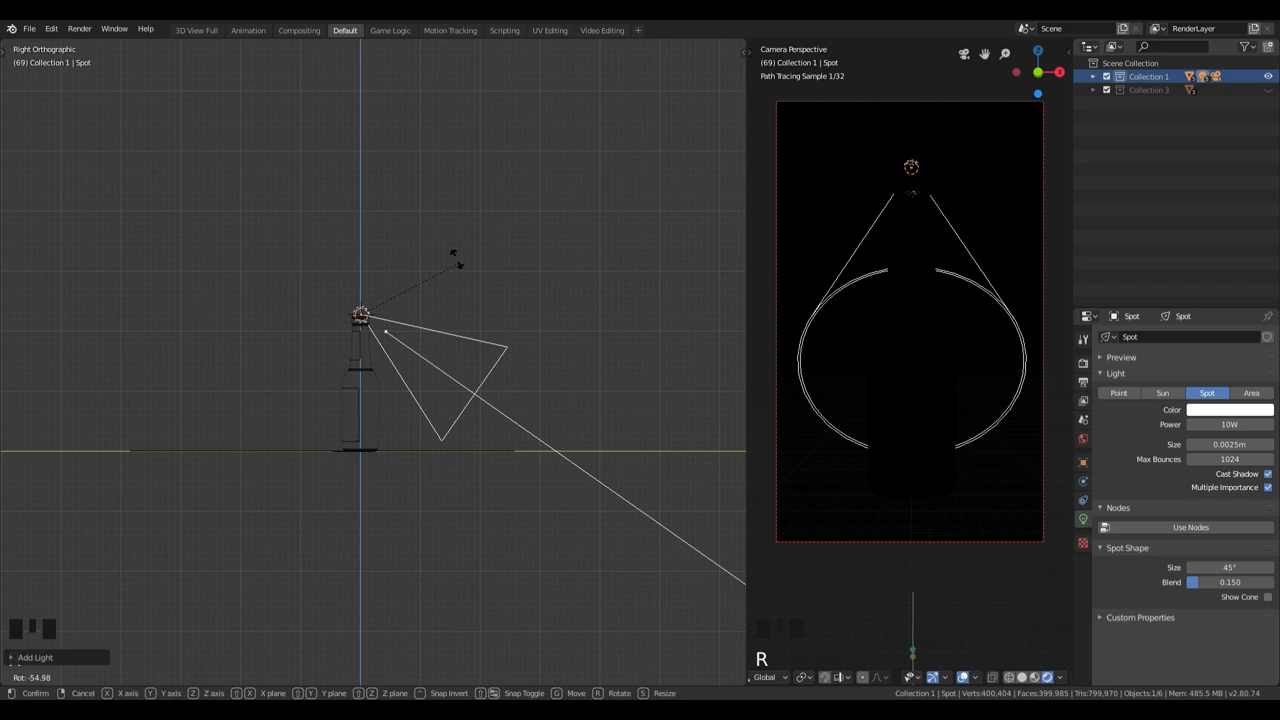 File Edit Render Window Help 3D View Full Animation Compositing Default Game Logic Motion Tracking Scripting UV Editing Video Editing + Scene RenderLayer
Right Orthographic
(69) Collection 1 | Spot
Camera Perspective
(69) Collection 1 | Spot
Path Tracing Sample 1/32
Z
X
Scene Collection
Collection 1
Collection 3
Spot Spot
Spot
Preview
Light
Point Sun Spot Area
Color
Power 10W
Size 0.0025m
Max Bounces 1024
Cast Shadow
Multiple Importance
Nodes
Use Nodes
Spot Shape
Size 45°
Blend 0.150
Show Cone
Custom Properties
Add Light
R
Rot: -54.98
Global
Confirm Cancel X X axis Y Y axis Z Z axis X X plane Y Y plane Z Z plane Snap Invert Snap Toggle G Move R Rotate S Resize
Collection 1 | Spot | Verts:400,404 | Faces:399,985 | Tris:799,970 | Objects:1/6 | Mem: 485.5 MB | v2.80.74